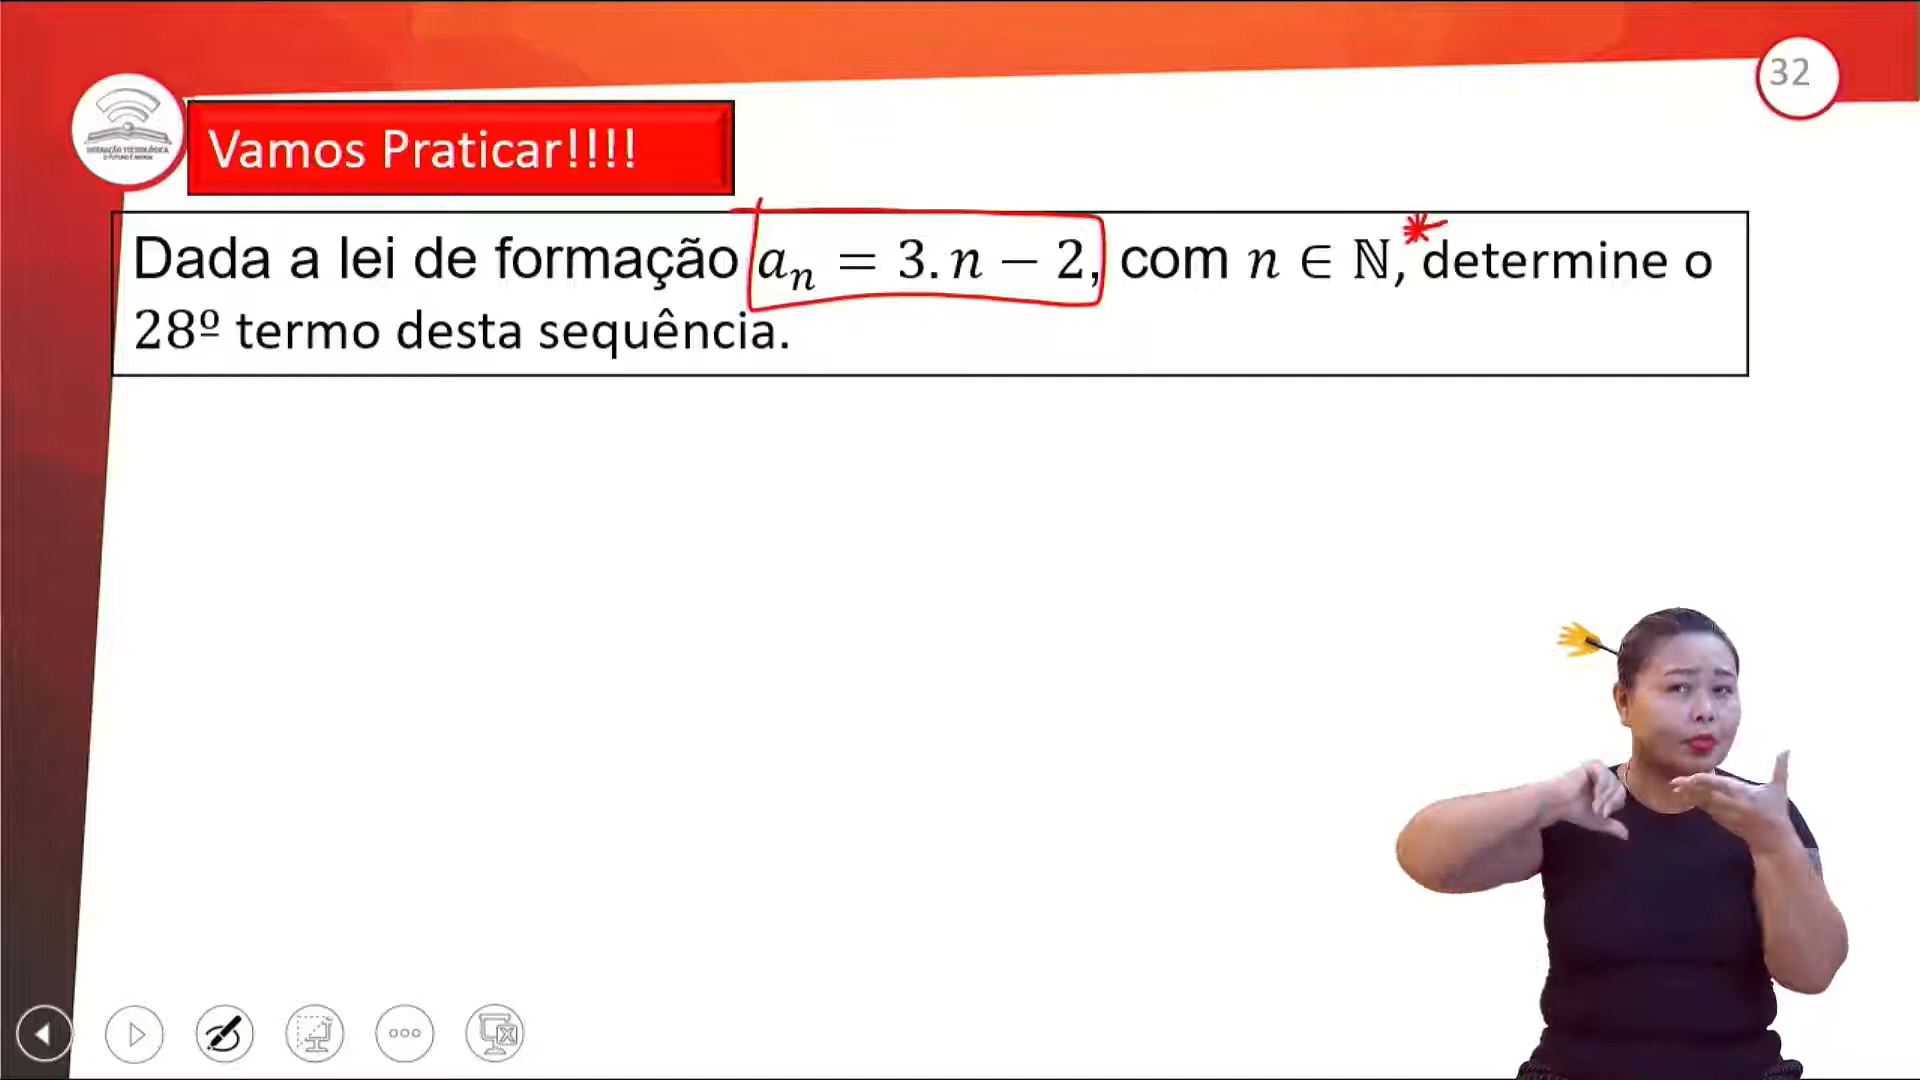 32
Vamos Praticar!!!!
Dada a lei de formação aₙ = 3. n − 2, com n ∈ ℕ,* determine o
28º termo desta sequência.